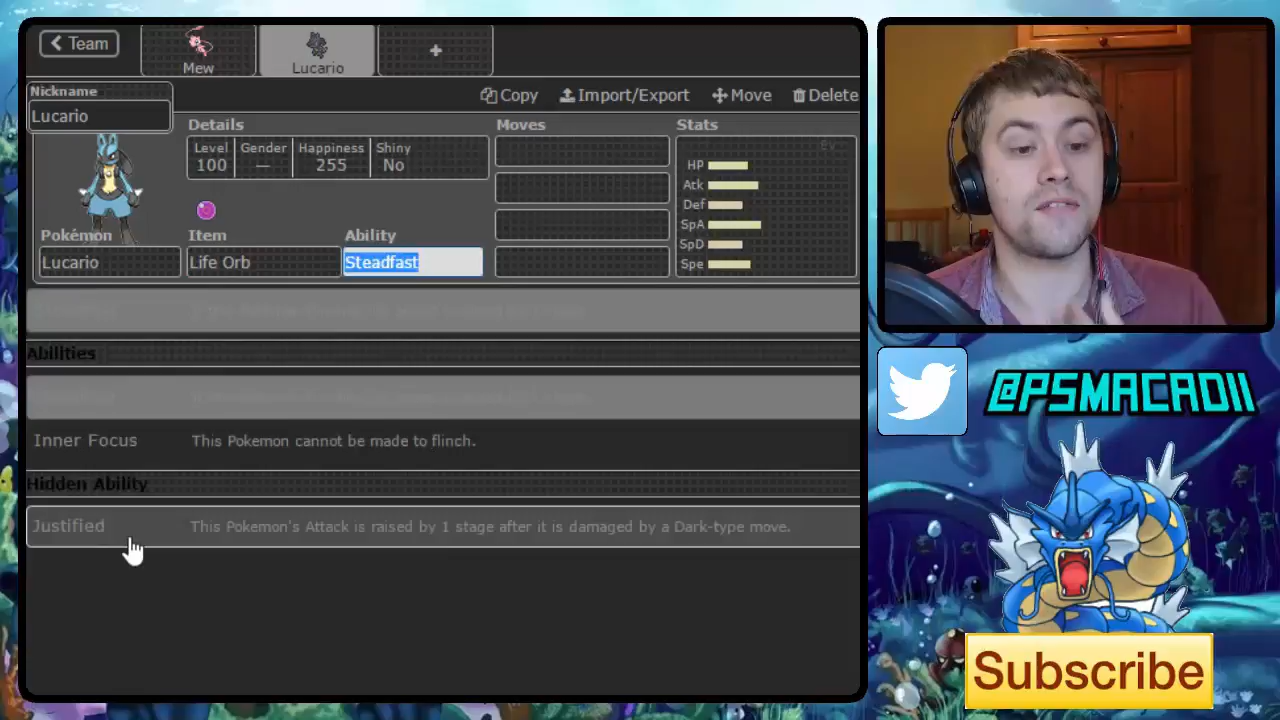 Team
Mew
Lucario
+
Nickname
Lucario
Copy
Import/Export
Move
Delete
Details
Level
100
Gender
—
Happiness
255
Shiny
No
Moves
Stats
EV
HP
Atk
Def
SpA
SpD
Spe
Pokémon
Lucario
Item
Life Orb
Ability
Steadfast
Abilities
Inner Focus This Pokemon cannot be made to flinch.
Hidden Ability
Justified This Pokemon's Attack is raised by 1 stage after it is damaged by a Dark-type move.
@PSMACADII
Subscribe